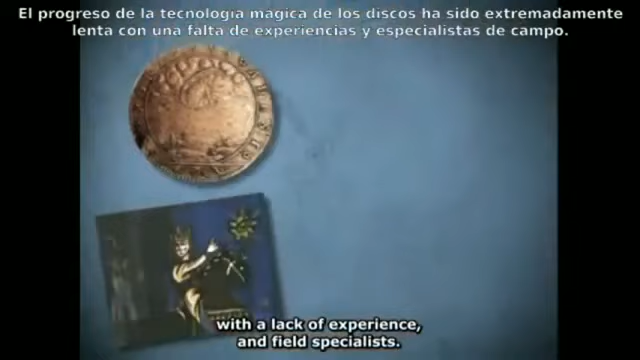 El progreso de la tecnología mágica de los discos ha sido extremadamente
lenta con una falta de experiencias y especialistas de campo.
with a lack of experience,
and field specialists.